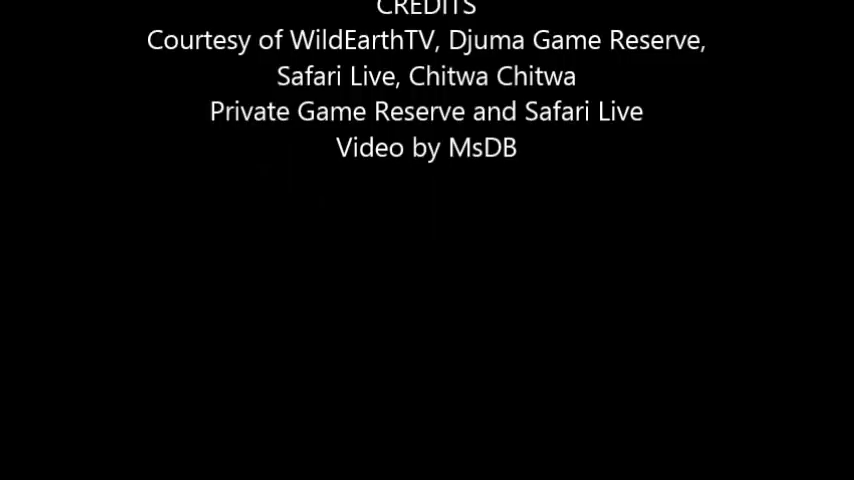 CREDITS
Courtesy of WildEarthTV, Djuma Game Reserve,
Safari Live, Chitwa Chitwa
Private Game Reserve and Safari Live
Video by MsDB